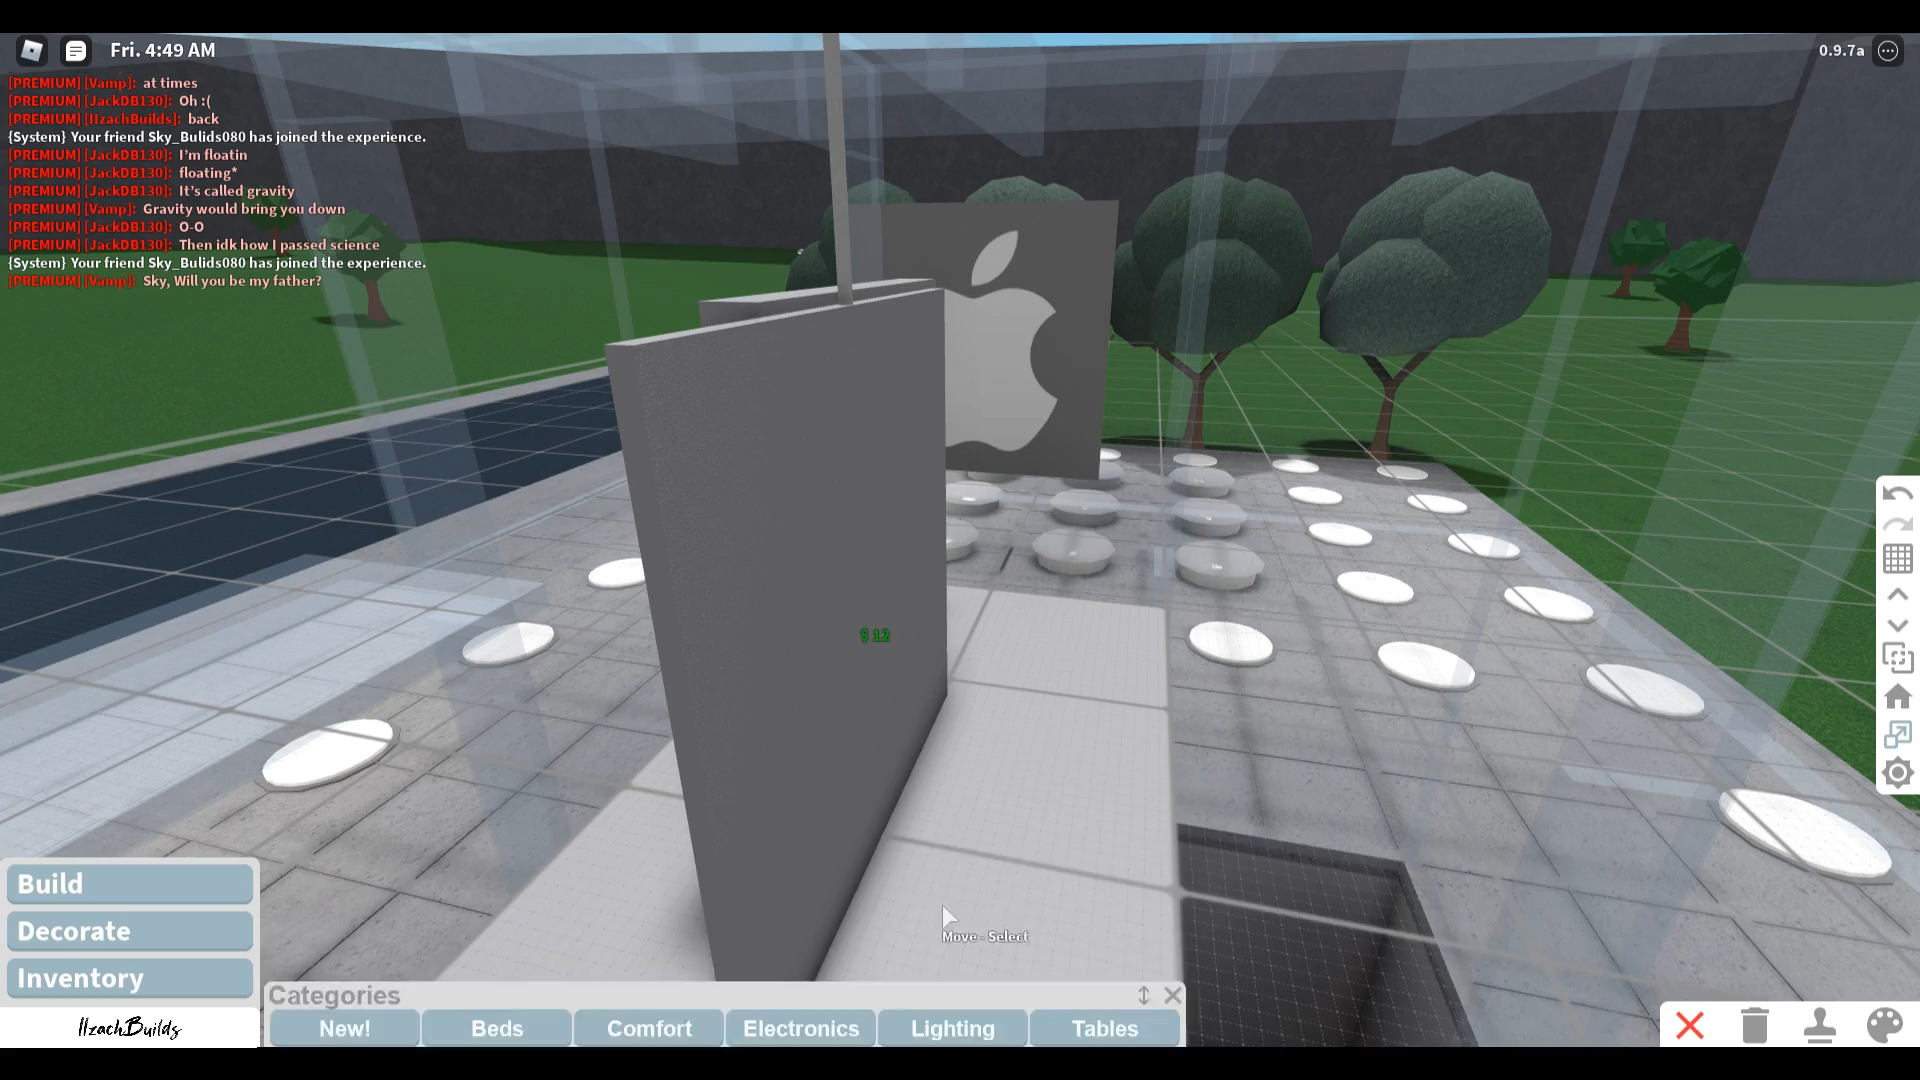 Fri. 4:49 AM
0.9.7a
[PREMIUM] [Vamp]: at times
[PREMIUM] [JackDB130]: Oh :(
[PREMIUM] [IIzachBuilds]: back
{System} Your friend Sky_Bulids080 has joined the experience.
[PREMIUM] [JackDB130]: I'm floatin
[PREMIUM] [JackDB130]: floating*
[PREMIUM] [JackDB130]: It's called gravity
[PREMIUM] [Vamp]: Gravity would bring you down
[PREMIUM] [JackDB130]: O-O
[PREMIUM] [JackDB130]: Then idk how I passed science
{System} Your friend Sky_Bulids080 has joined the experience.
[PREMIUM] [Vamp]: Sky, Will you be my father?
$ 12
Move - Select
Build
Decorate
Inventory
IIzachBuilds
Categories
New!
Beds
Comfort
Electronics
Lighting
Tables